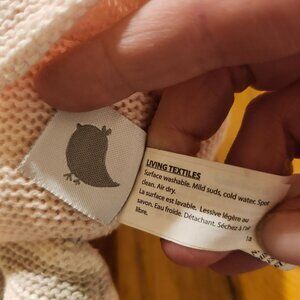 LIVING TEXTILES
Surface washable. Mild suds, cold water. Spot
clean. Air dry.
La surface est lavable. Lessive légère au
savon. Eau froide. Détachant. Séchez à l'air
libre.